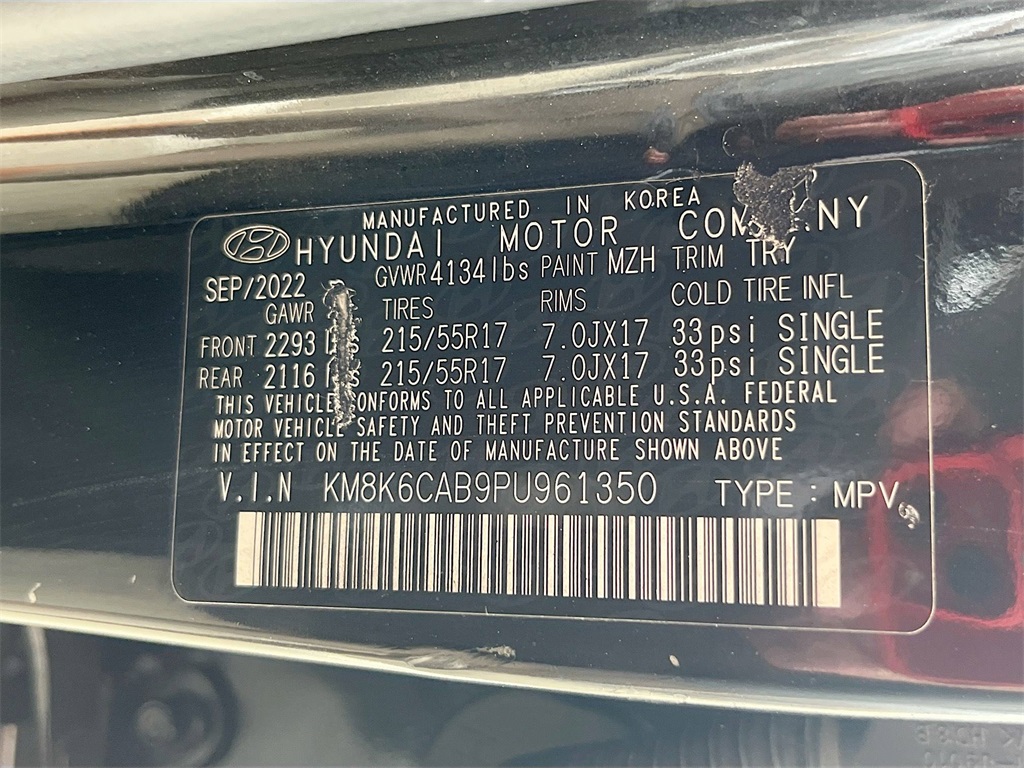 MANUFACTURED IN KOREA
HYUNDAI MOTOR COMPANY
SEP/2022 GVWR 4134lbs PAINT MZH TRIM TRY
GAWR TIRES RIMS COLD TIRE INFL
FRONT 2293 lbs 215/55R17 7.0JX17 33psi SINGLE
REAR 2116 lbs 215/55R17 7.0JX17 33psi SINGLE
THIS VEHICLE CONFORMS TO ALL APPLICABLE U.S.A. FEDERAL
MOTOR VEHICLE SAFETY AND THEFT PREVENTION STANDARDS
IN EFFECT ON THE DATE OF MANUFACTURE SHOWN ABOVE
V.I.N KM8K6CAB9PU961350 TYPE : MPV